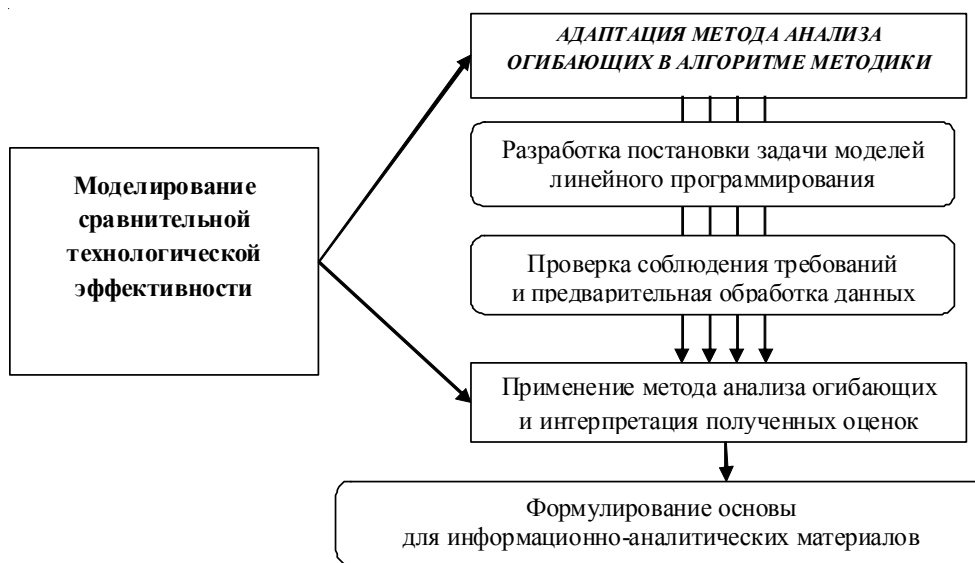 Моделирование
сравнительной
технологической
эффективности
АДАПТАЦИЯ МЕТОДА АНАЛИЗА
ОГИБАЮЩИХ В АЛГОРИТМЕ МЕТОДИКИ
Разработка постановки задачи моделей
линейного программирования
Проверка соблюдения требований
и предварительная обработка данных
Применение метода анализа огибающих
и интерпретация полученных оценок
Формулирование основы
для информационно-аналитических материалов